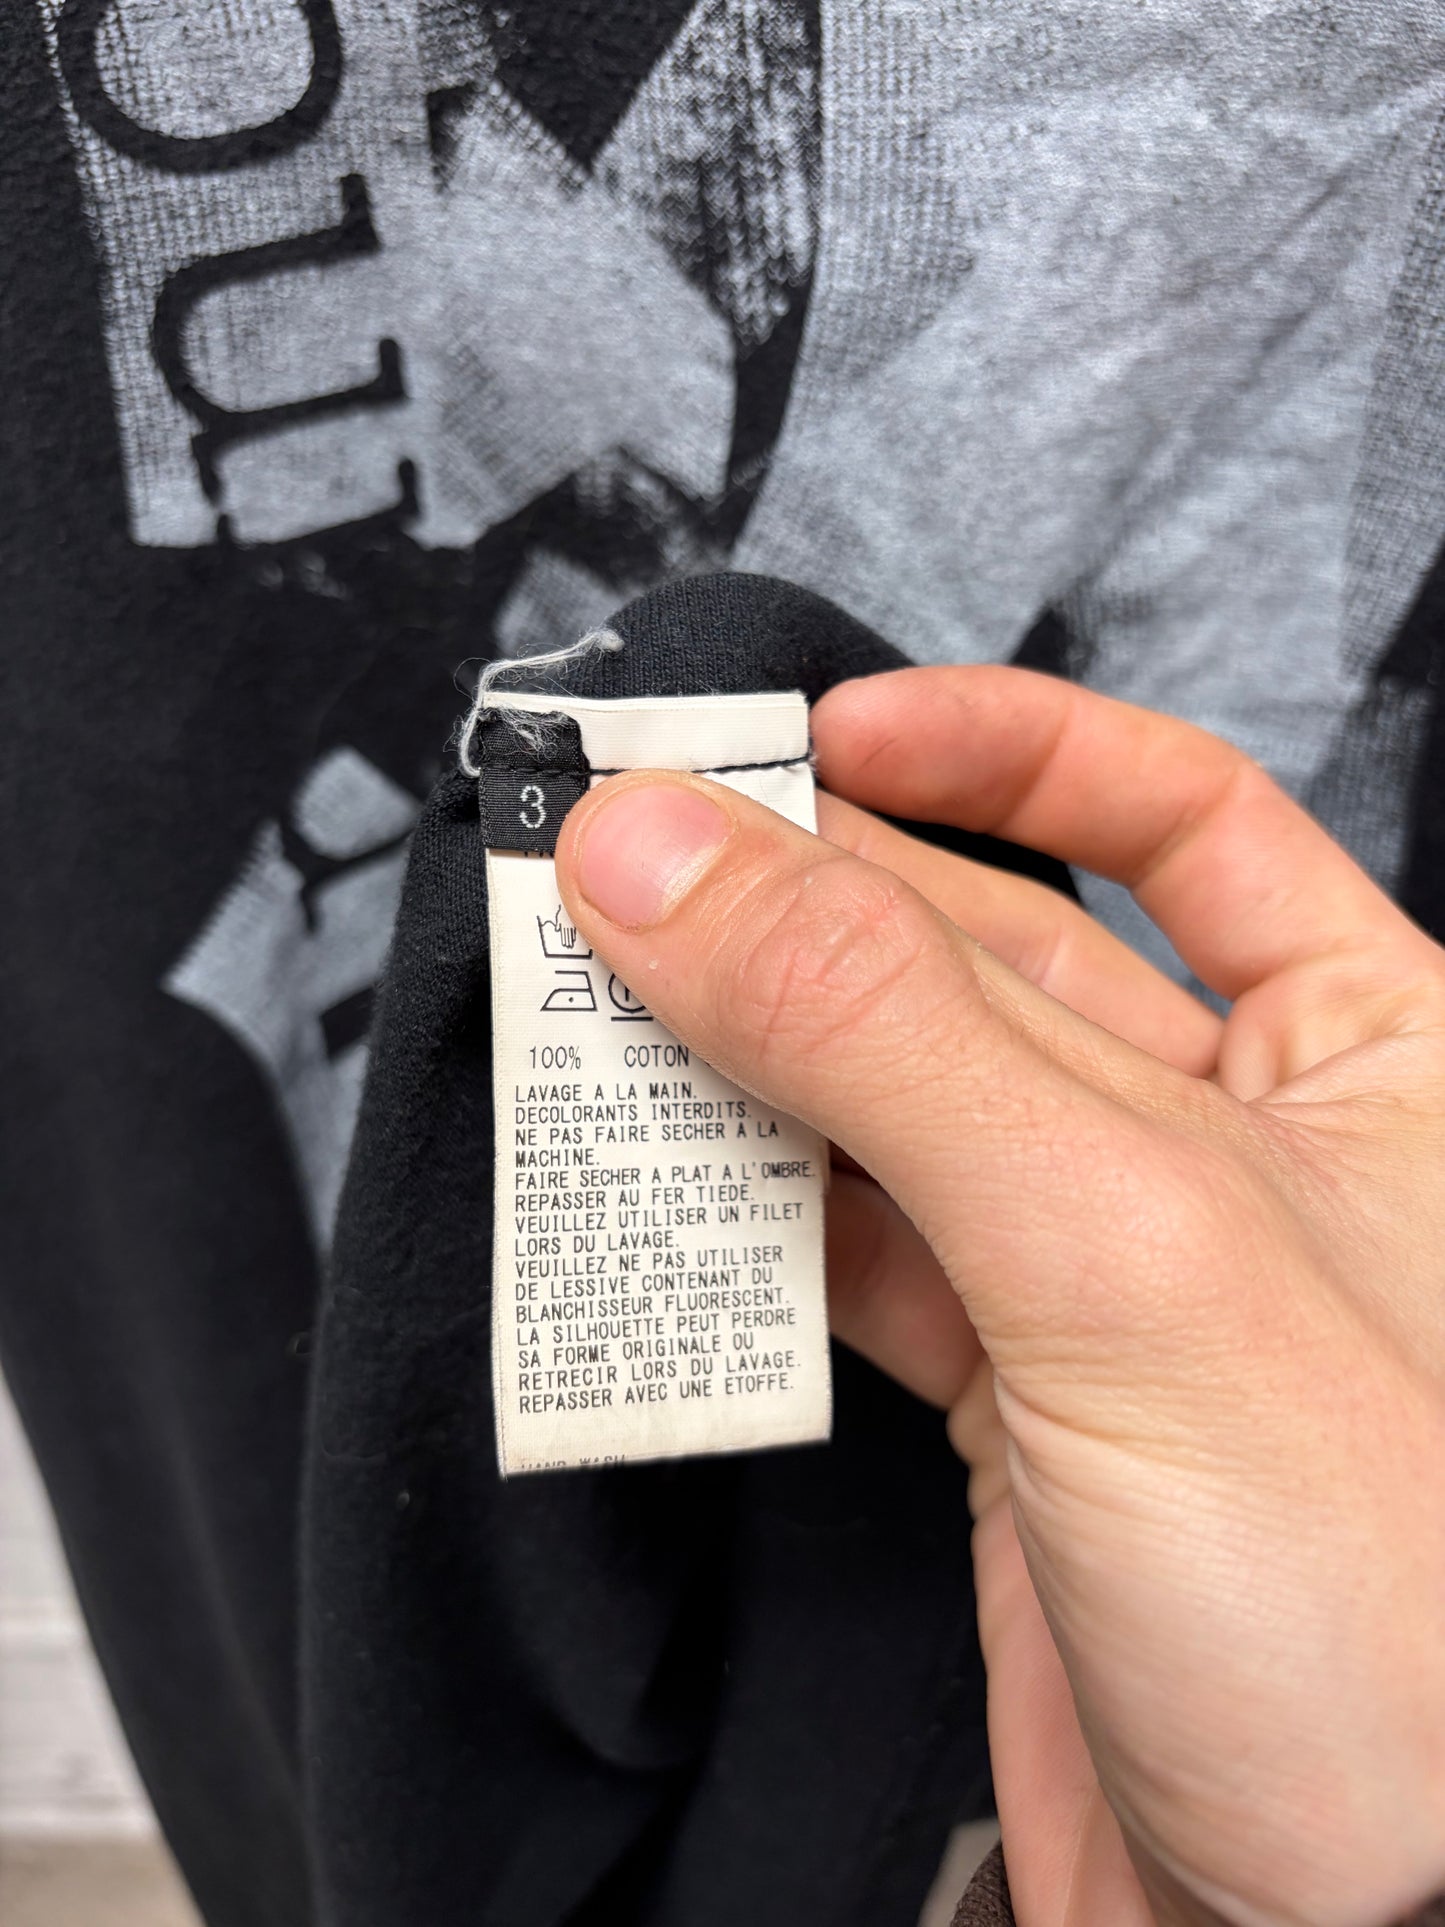 3
100% COTON
LAVAGE A LA MAIN.
DECOLORANTS INTERDITS.
NE PAS FAIRE SECHER A LA
MACHINE.
FAIRE SECHER A PLAT A L'OMBRE.
REPASSER AU FER TIEDE.
VEUILLEZ UTILISER UN FILET
LORS DU LAVAGE.
VEUILLEZ NE PAS UTILISER
DE LESSIVE CONTENANT DU
BLANCHISSEUR FLUORESCENT.
LA SILHOUETTE PEUT PERDRE
SA FORME ORIGINALE OU
RETRECIR LORS DU LAVAGE.
REPASSER AVEC UNE ETOFFE.
HAND WASH